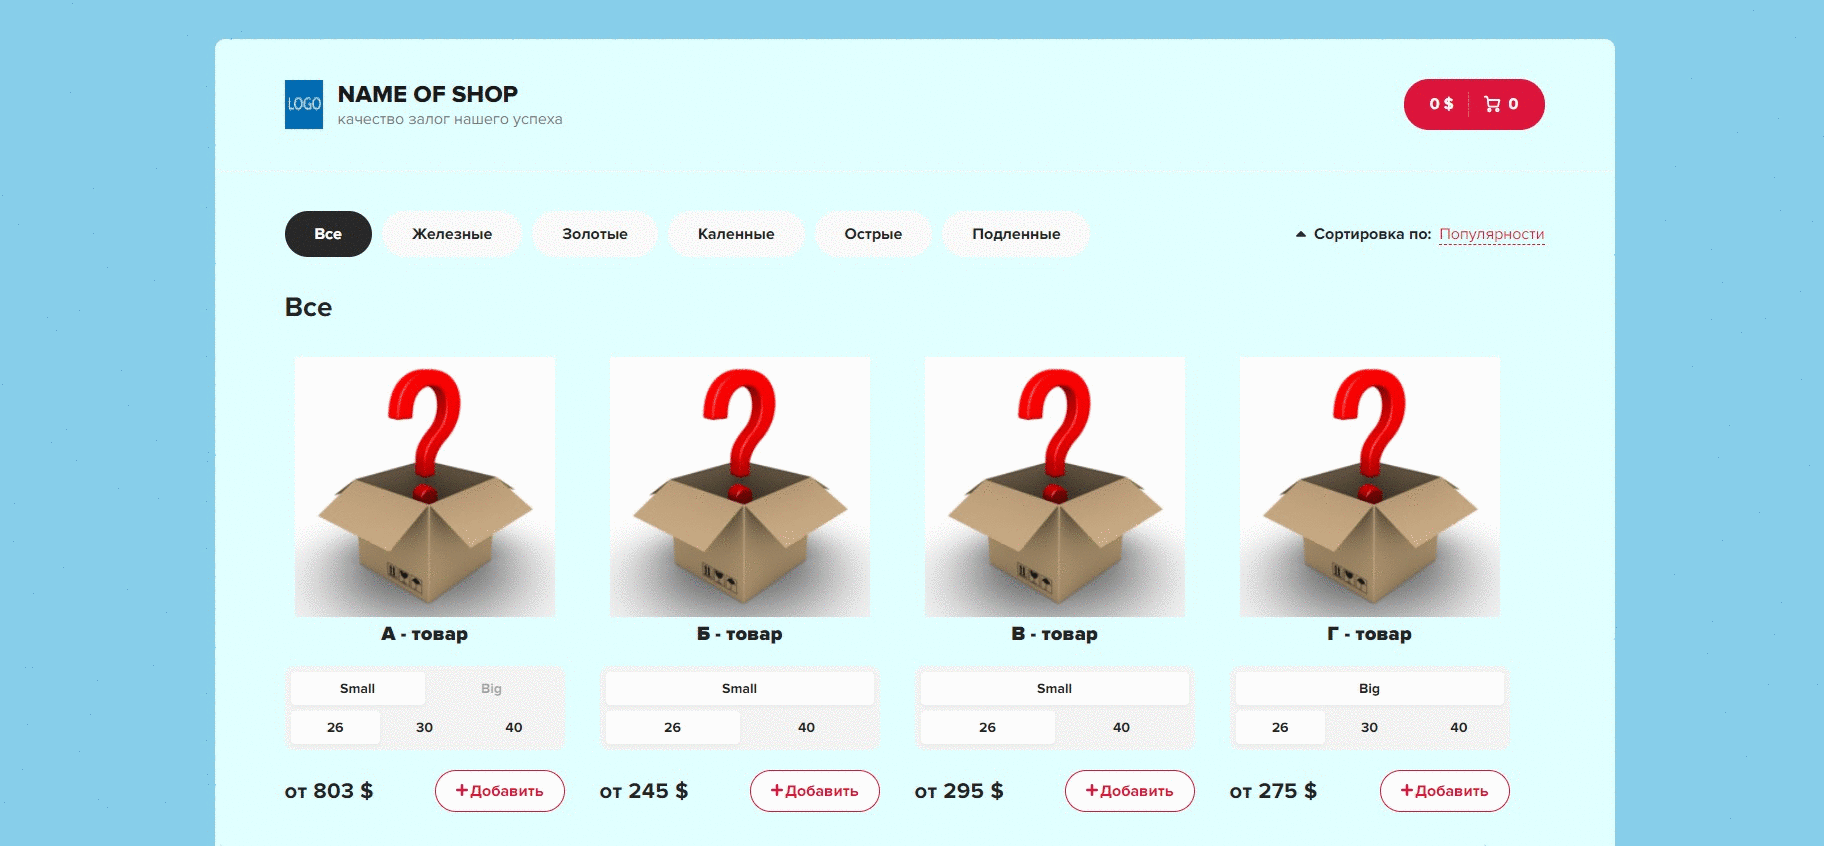 LOGO
NAME OF SHOP
качество залог нашего успеха
0 $ 0
Все Железные Золотые Каленные Острые Подленные
Сортировка по: Популярности
Все
А - товар Б - товар В - товар Г - товар
Small Big Small Small Big
26 30 40 26 40 26 40 26 30 40
от 803 $ +Добавить от 245 $ +Добавить от 295 $ +Добавить от 275 $ +Добавить